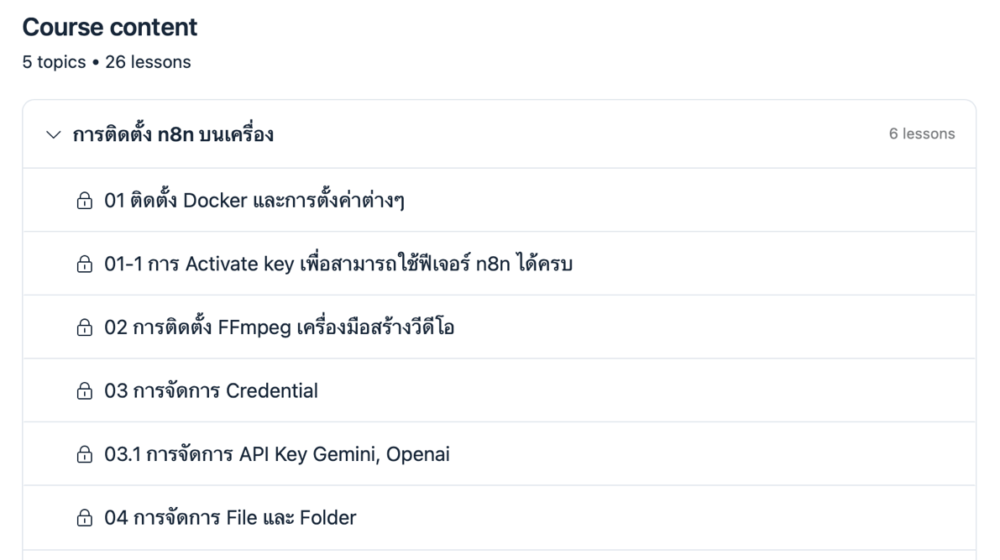 Course content
5 topics • 26 lessons
การติดตั้ง n8n บนเครื่อง
6 lessons
01 ติดตั้ง Docker และการตั้งค่าต่างๆ
01-1 การ Activate key เพื่อสามารถใช้ฟีเจอร์ n8n ได้ครบ
02 การติดตั้ง FFmpeg เครื่องมือสร้างวีดีโอ
03 การจัดการ Credential
03.1 การจัดการ API Key Gemini, Openai
04 การจัดการ File และ Folder